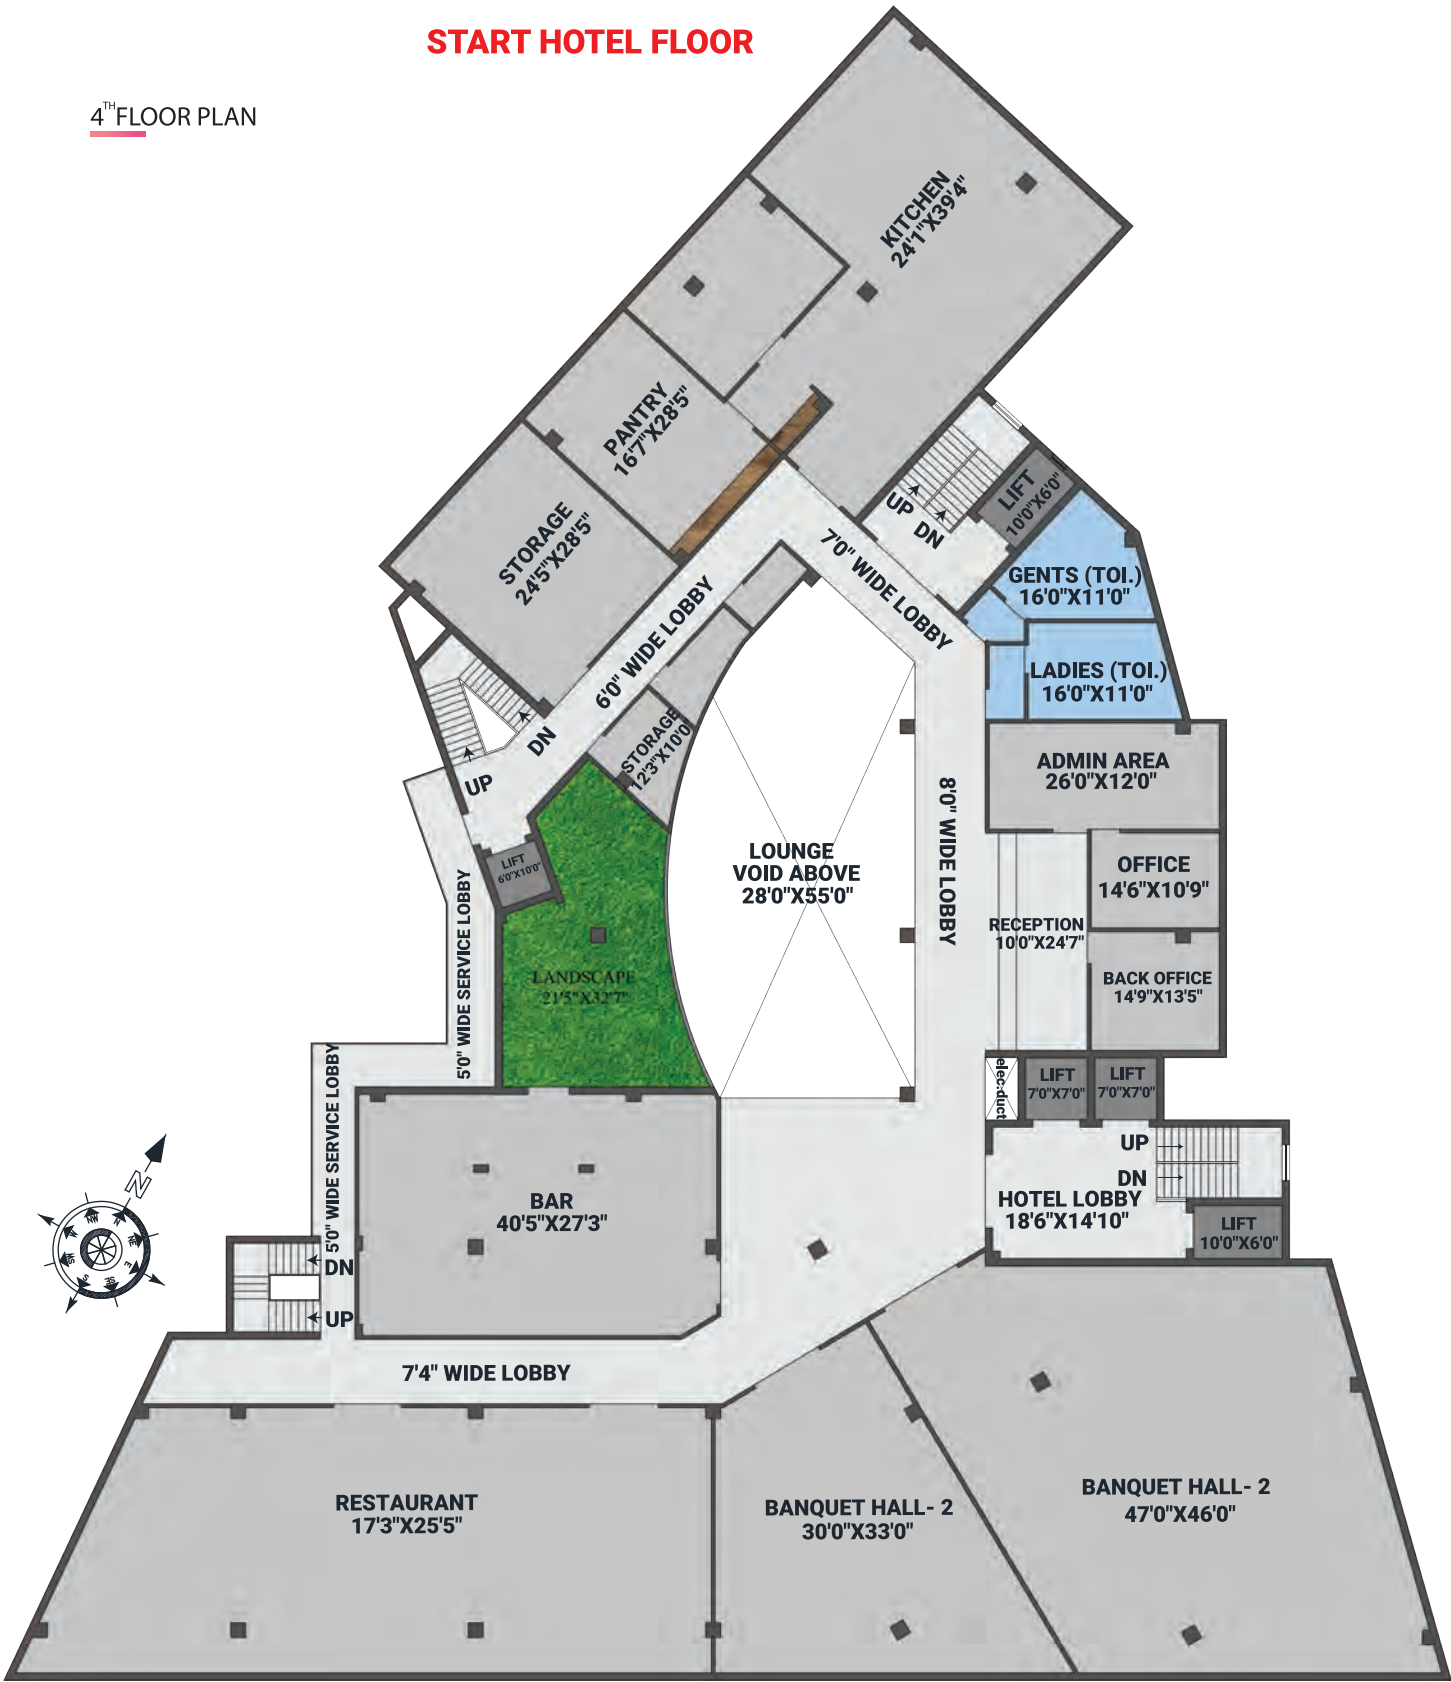 START HOTEL FLOOR
4TH FLOOR PLAN
KITCHEN
24'1"X39'4"
PANTRY
16'7"X28'5"
STORAGE
24'5"X28'5"
LIFT
10'0"X6'0"
UP
DN
7'0" WIDE LOBBY
GENTS (TOI.)
16'0"X11'0"
6'0" WIDE LOBBY
LADIES (TOI.)
16'0"X11'0"
STORAGE
12'3"X10'0
DN
UP
ADMIN AREA
26'0"X12'0"
8'0" WIDE LOBBY
LOUNGE
VOID ABOVE
28'0"X55'0"
LIFT
6'0"X10'0"
OFFICE
14'6"X10'9"
RECEPTION
10'0"X24'7"
5'0" WIDE SERVICE LOBBY
LANDSCAPE
21'5"X32'7"
BACK OFFICE
14'9"X13'5"
elec.duct
LIFT
7'0"X7'0"
LIFT
7'0"X7'0"
5'0" WIDE SERVICE LOBBY
UP
DN
HOTEL LOBBY
18'6"X14'10"
BAR
40'5"X27'3"
LIFT
10'0"X6'0"
N
N
NE
E
SE
S
NW
DN
UP
7'4" WIDE LOBBY
RESTAURANT
17'3"X25'5"
BANQUET HALL- 2
30'0"X33'0"
BANQUET HALL- 2
47'0"X46'0"